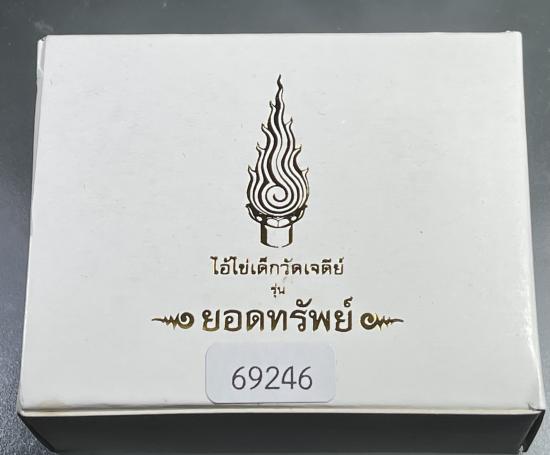 ไอ้ไข่เด็กวัดเจดีย์
รุ่น
ยอดทรัพย์
69246